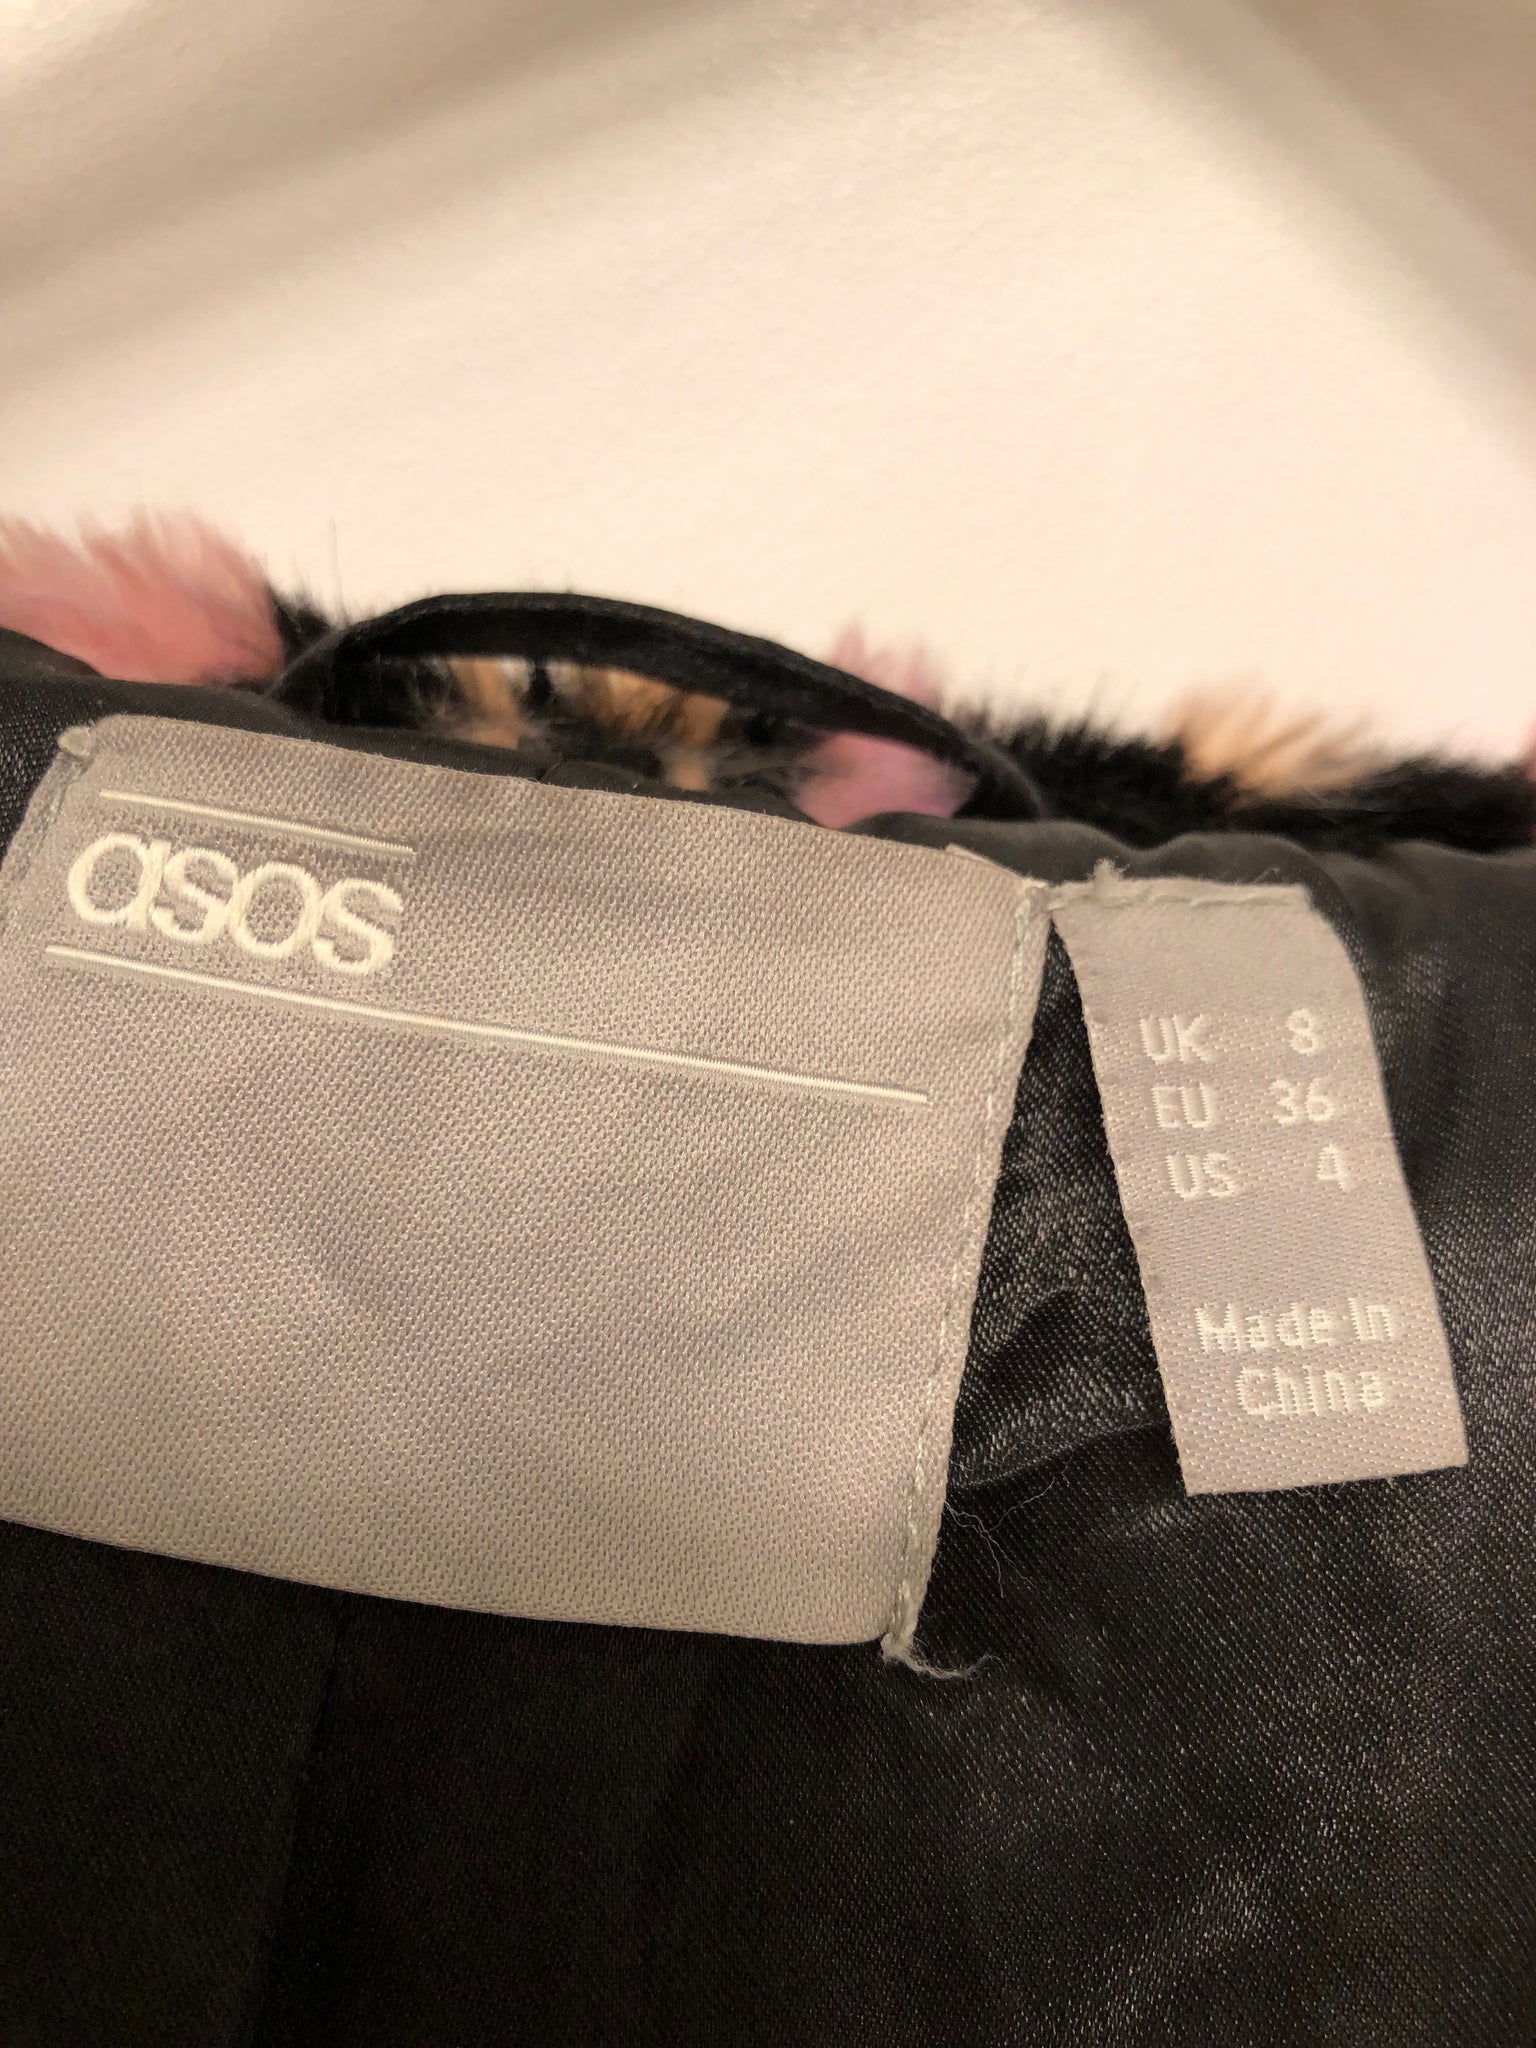 asos
UK 8
EU 36
US 4
Made In
China